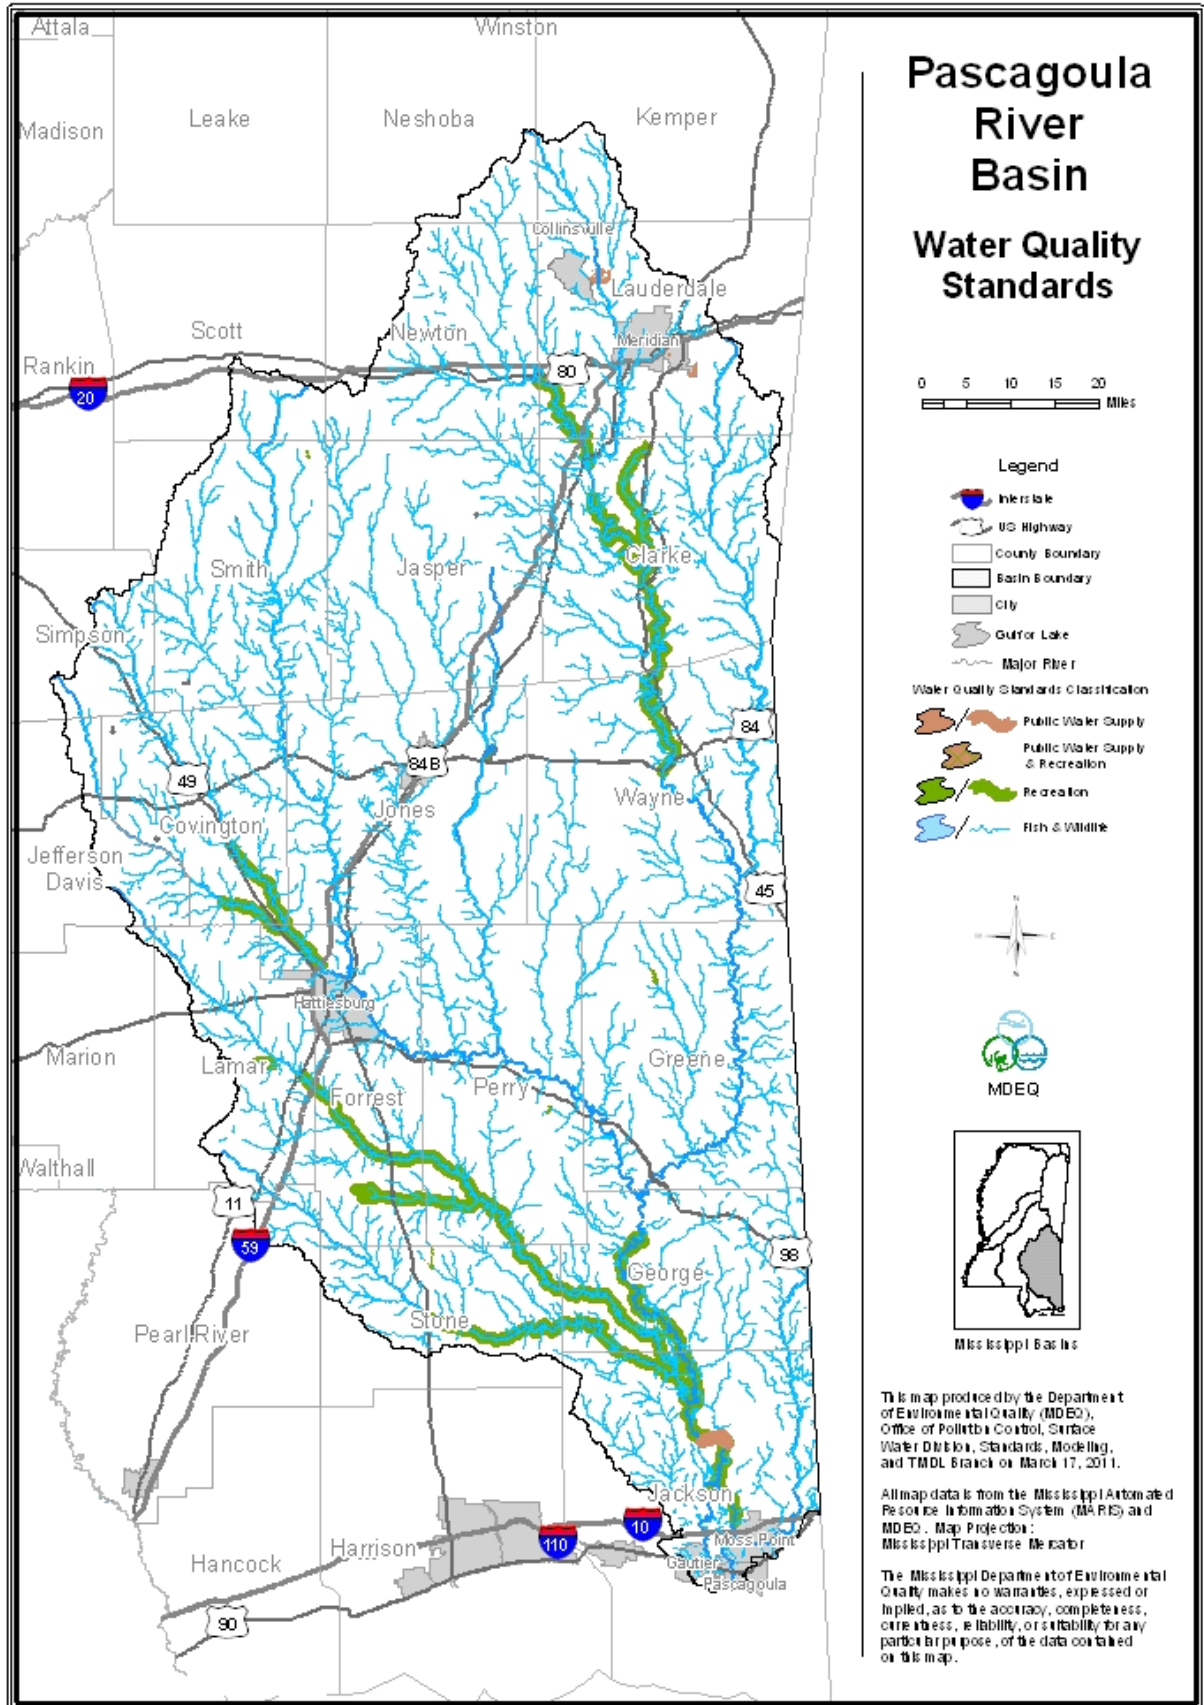 Attala
Winston
Madison
Leake
Neshoba
Kemper
Collinsville
Lauderdale
Scott
Newton
Meridian
Rankin
80
20
Clarke
Smith
Jasper
Simpson
84
84B
49
Jones
Wayne
Covington
Jefferson
Davis
45
Hattiesburg
Marion
Lamar
Greene
Perry
Forrest
Walthall
11
59
98
George
Stone
Pearl River
Jackson
10
110
Moss Point
Harrison
Gautier
Hancock
Pascagoula
90
Pascagoula
River
Basin
Water Quality
Standards
0 5 10 15 20
Miles
Legend
Interstate
US Highway
County Boundary
Basin Boundary
City
Gulf or Lake
Major River
Water Quality Standards Classification
Public Water Supply
Public Water Supply
& Recreation
Recreation
Fish & Wildlife
N
W E
S
MDEQ
Mississippi Basins
This map produced by the Department
of Environmental Quality (MDEQ),
Office of Pollution Control, Surface
Water Division, Standards, Modeling,
and TMDL Branch on March 17, 2011.
All map data is from the Mississippi Automated
Resource Information System (MARIS) and
MDEQ. Map Projection:
Mississippi Transverse Mercator
The Mississippi Department of Environmental
Quality makes no warranties, expressed or
implied, as to the accuracy, completeness,
currentness, reliability, or suitability for any
particular purpose, of the data contained
on this map.